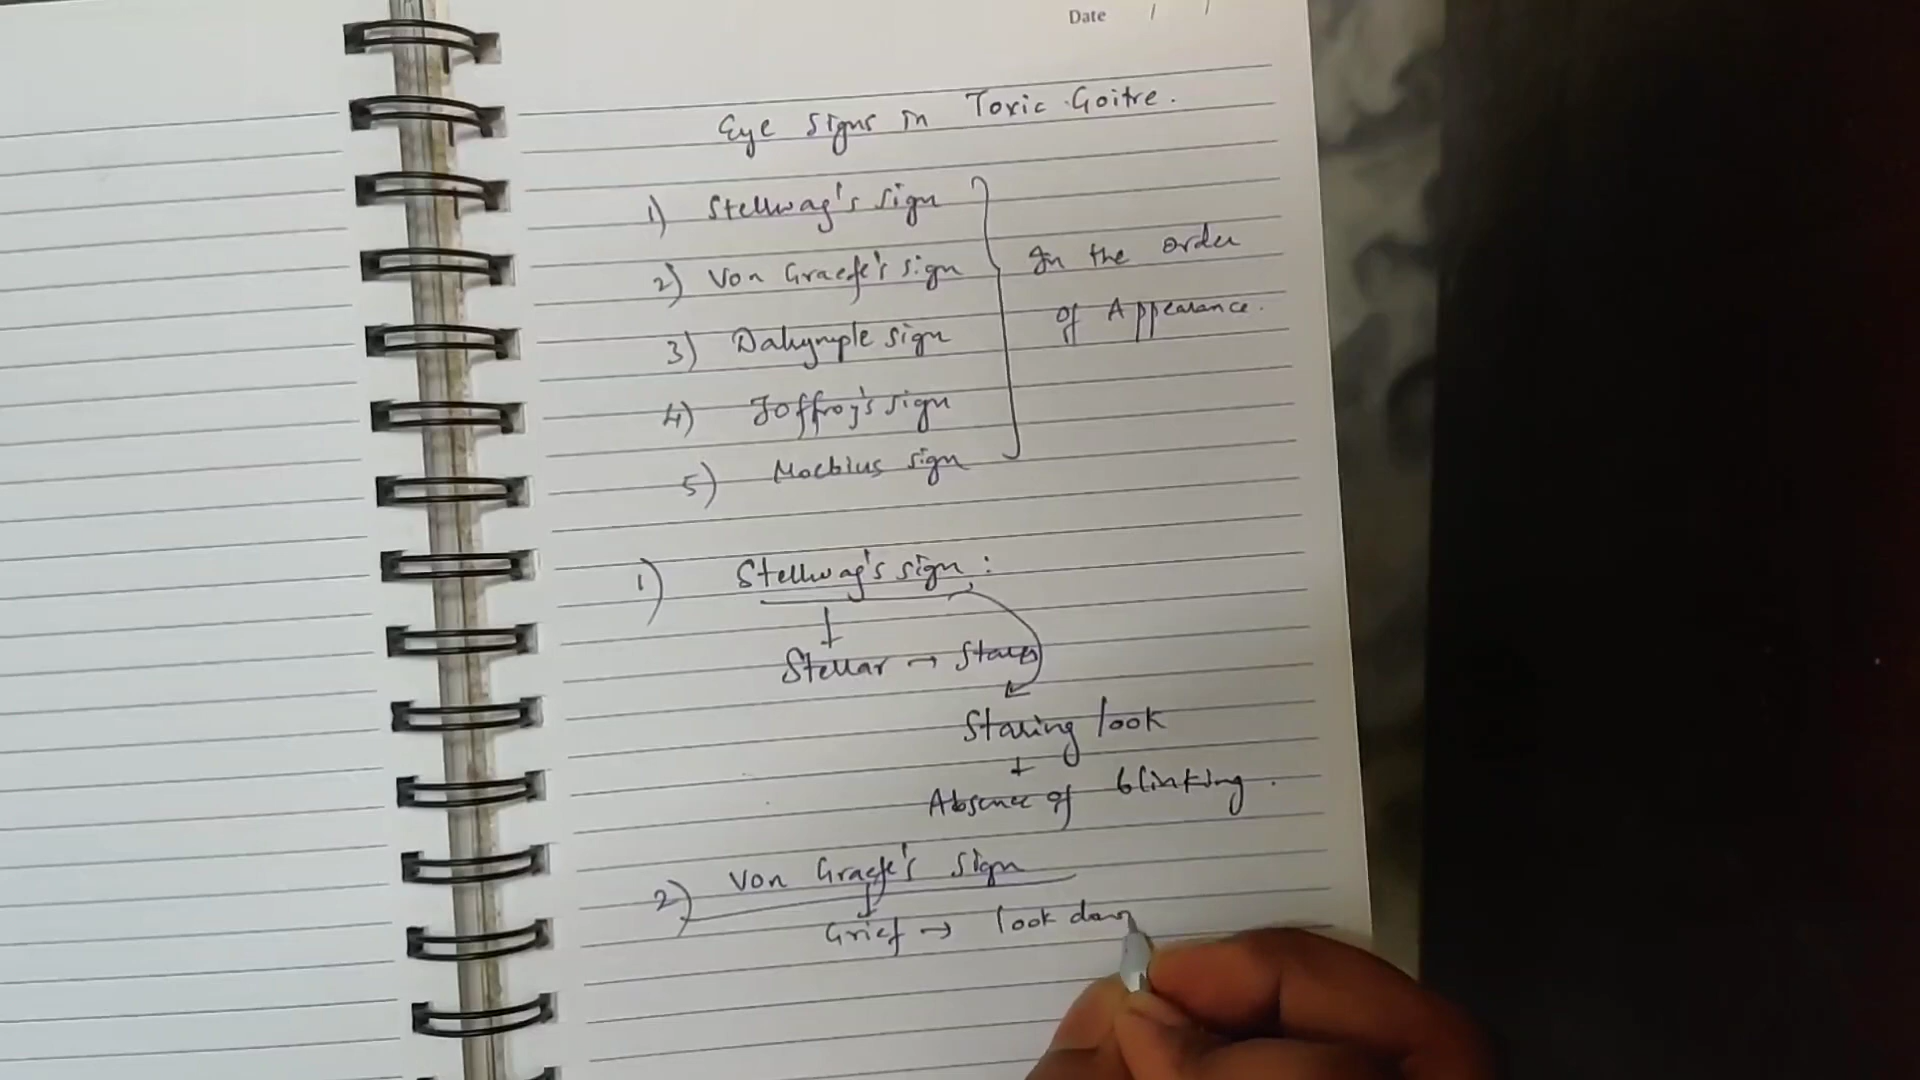 Date / /
Eye Signs in Toxic Goitre.
1) Stellwag's sign
2) Von Graefe's sign
3) Dalrymple sign
4) Joffroy's sign
5) Moebius sign
In the order
of Appearance.
1) Stellwag's sign :
Stellar → Stars
Staring look
+
Absence of blinking.
2) Von Graefe's Sign
Grief → look down